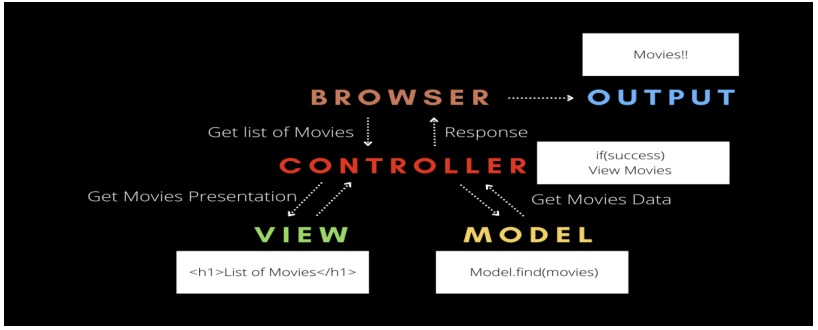 Movies!!
BROWSER
OUTPUT
Get list of Movies
Response
CONTROLLER
if(success)
View Movies
Get Movies Presentation
Get Movies Data
VIEW
MODEL
<h1>List of Movies</h1>
Model.find(movies)